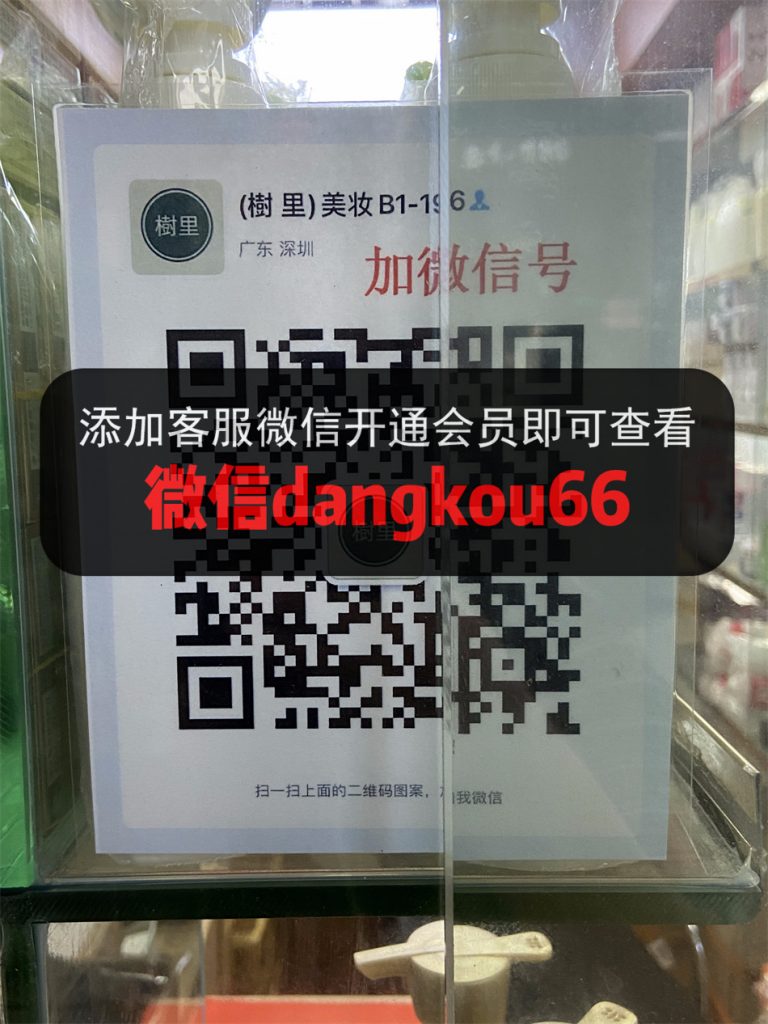 樹里
(樹 里)美妆 B1-196
广东 深圳
加微信号
添加客服微信开通会员即可查看
微信dangkou66
樹里
扫一扫上面的二维码图案，加我微信